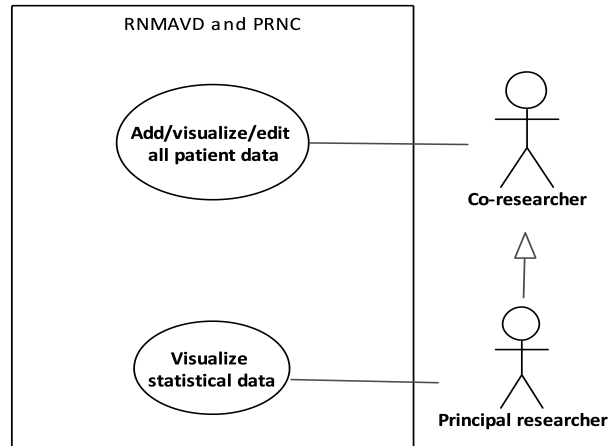 RNMAVD and PRNC
Add/visualize/edit
all patient data
Co-researcher
Visualize
statistical data
Principal researcher